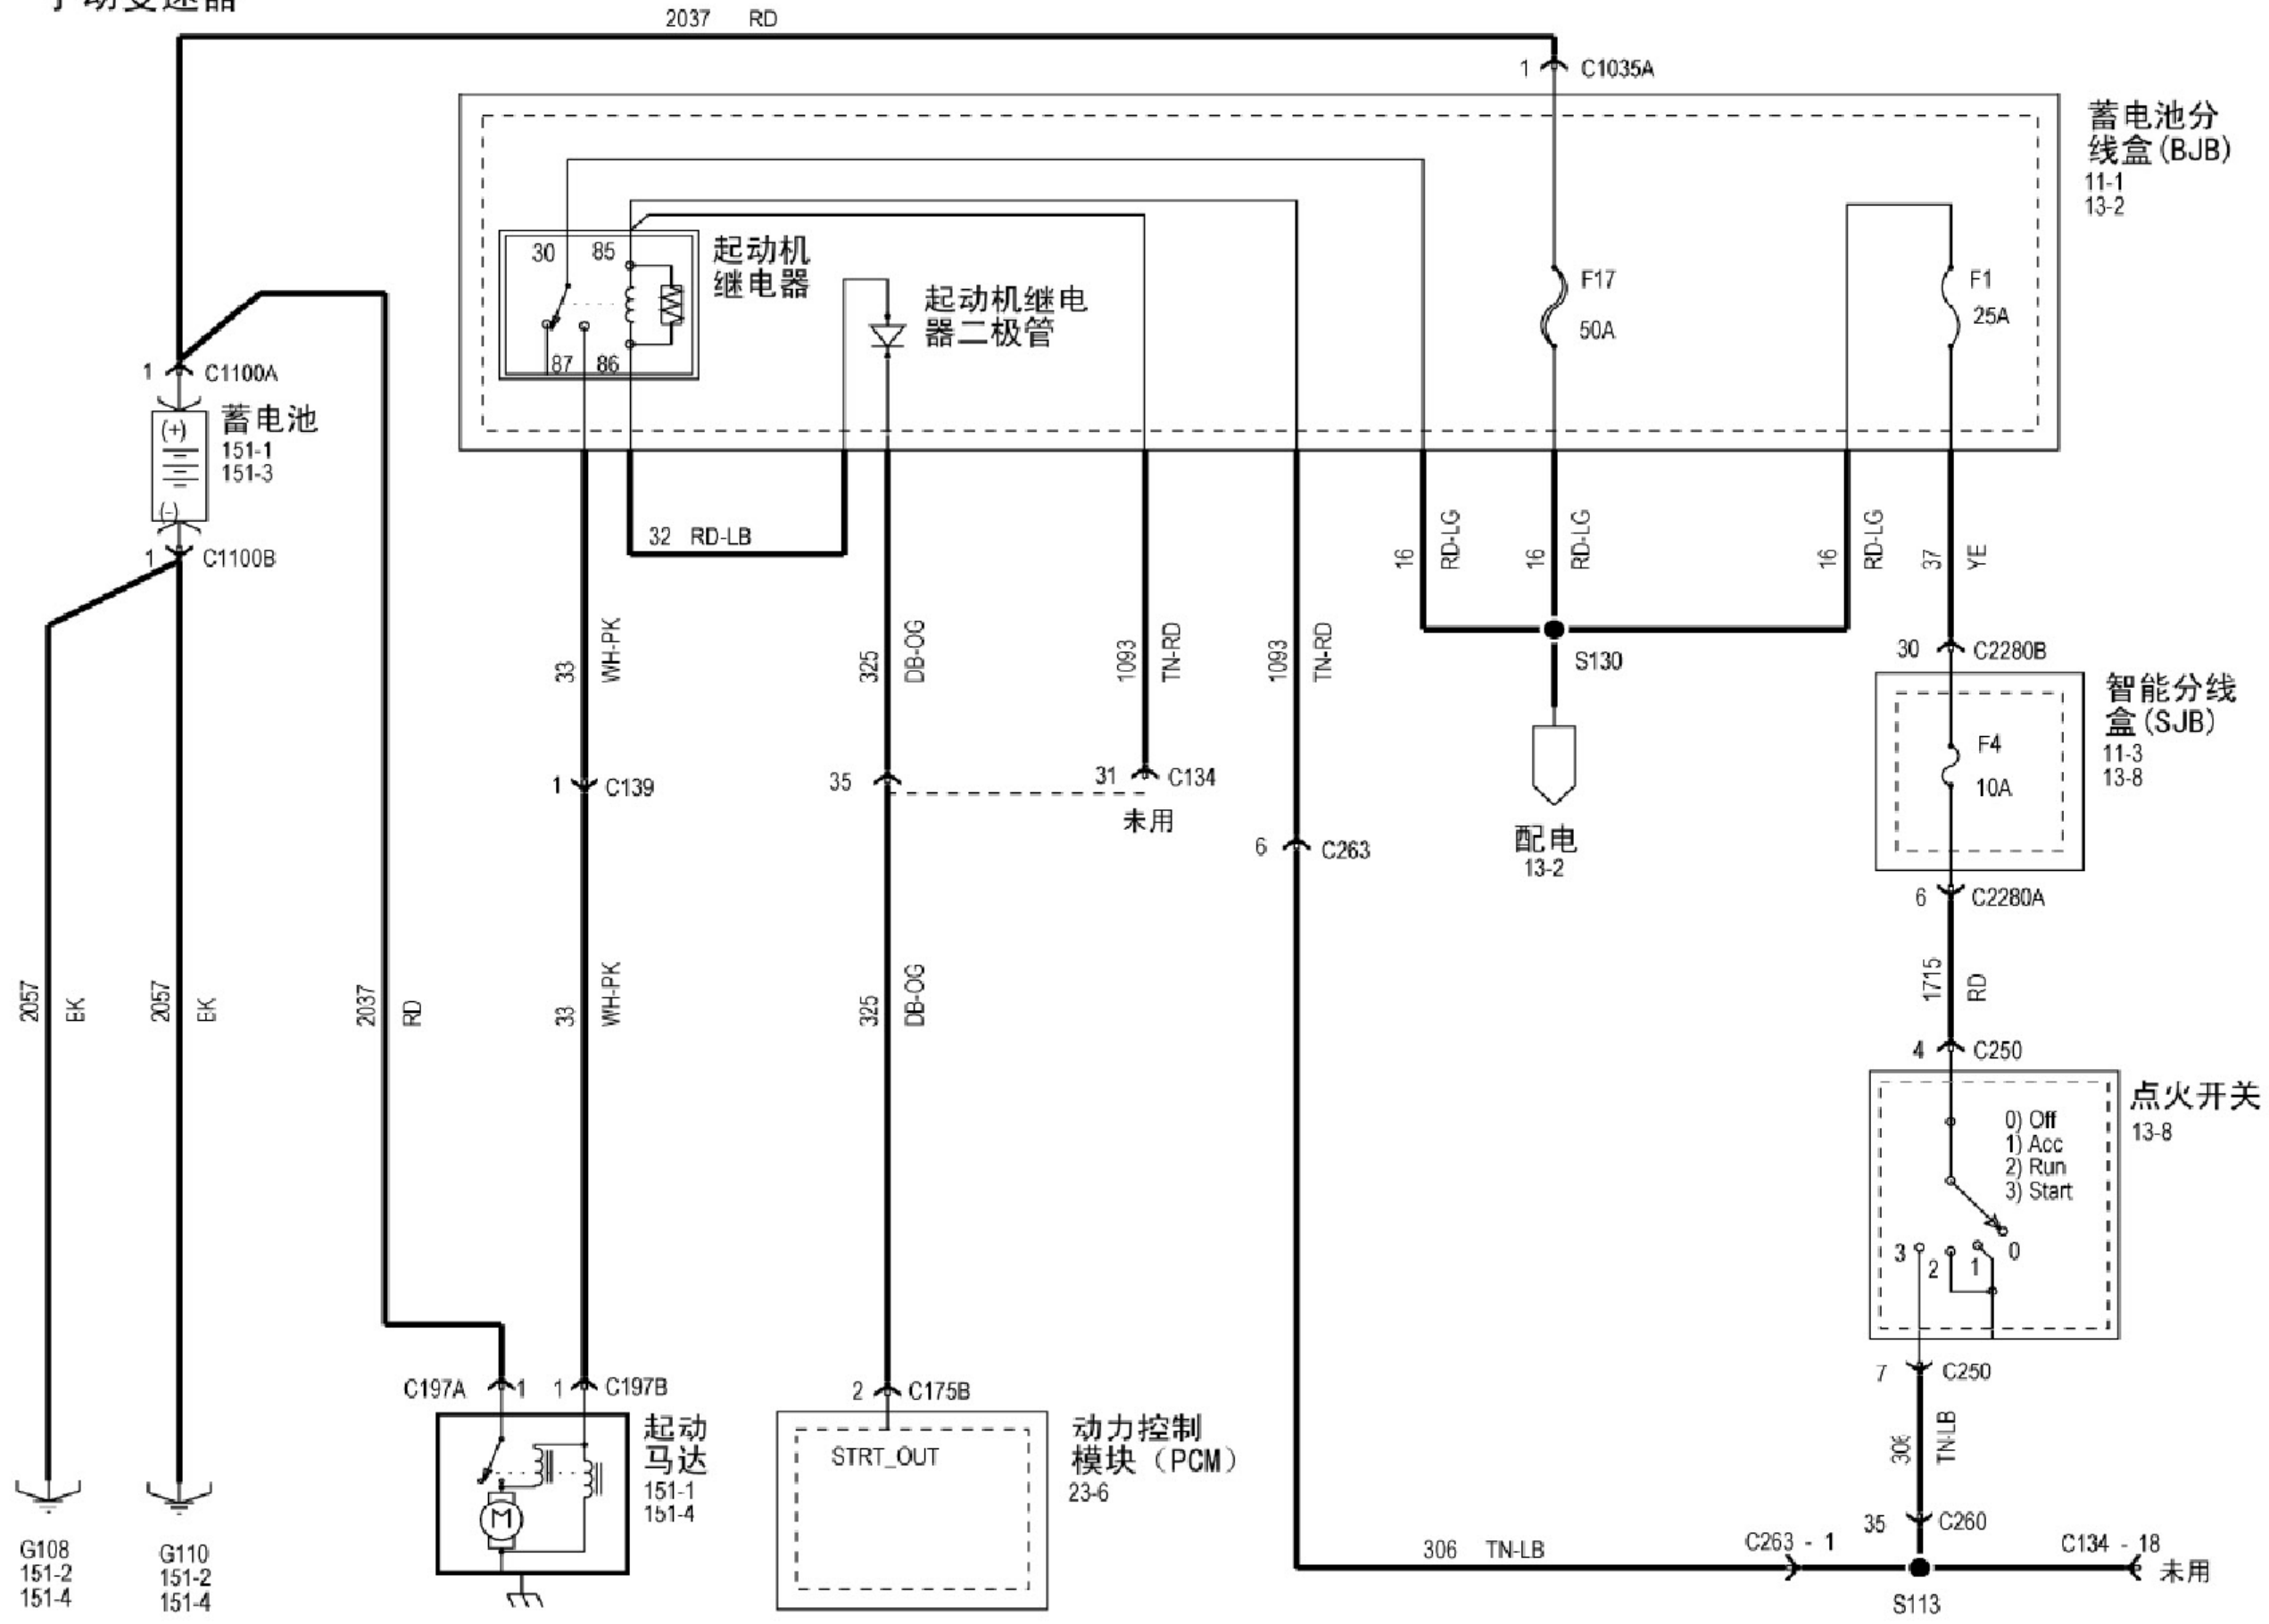 手动变速器
2037 RD
1 C1035A
蓄电池分
线盒(BJB)
11-1
13-2
30 85
起动机
继电器
87 86
起动机继电
器二极管
F17
50A
F1
25A
1 C1100A
(+)
蓄电池
151-1
151-3
(-)
1 C1100B
32 RD-LB
16 RD-LG
16 RD-LG
16 RD-LG
37 YE
33 WH-PK
325 DB-OG
1093 TN-RD
1093 TN-RD
S130
30 C2280B
智能分线
盒(SJB)
11-3
13-8
F4
10A
1 C139
35
31 C134
未用
6 C263
配电
13-2
6 C2280A
2057 BK
2057 BK
2037 RD
33 WH-PK
325 DB-OG
1715 RD
4 C250
点火开关
13-8
0) Off
1) Acc
2) Run
3) Start
3 2 1 0
7 C250
C197A 1
1 C197B
2 C175B
起动
马达
151-1
151-4
M
STRT_OUT
动力控制
模块（PCM）
23-6
306 TN-LB
35 C260
G108
151-2
151-4
G110
151-2
151-4
306 TN-LB
C263 - 1
C134 - 18
未用
S113